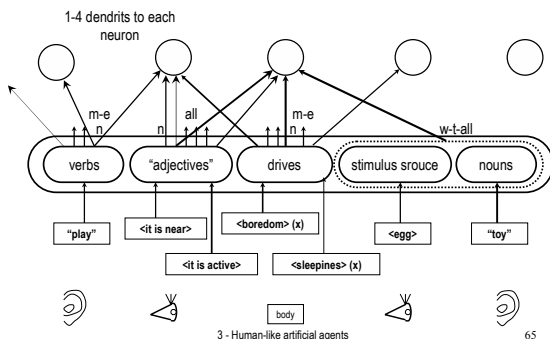 1-4 dendrits to each
neuron
m-e
n
n
all
m-e
n
w-t-all
verbs
“adjectives”
drives
stimulus srouce
nouns
“play”
<it is near>
<boredom> (x)
<egg>
“toy”
<it is active>
<sleepines> (x)
body
3 - Human-like artificial agents
65